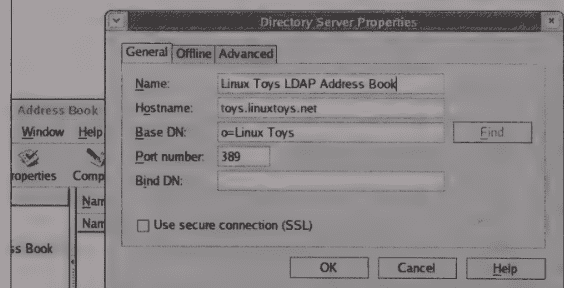 Directory Server Properties
General Offline Advanced
Name: Linux Toys LDAP Address Book
Hostname: toys.linuxtoys.net
Base DN: o=Linux Toys Find
Port number: 389
Bind DN:
Use secure connection (SSL)
OK Cancel Help
Address Book
Window Help
roperties Comp
Nam
Nam
ss Book